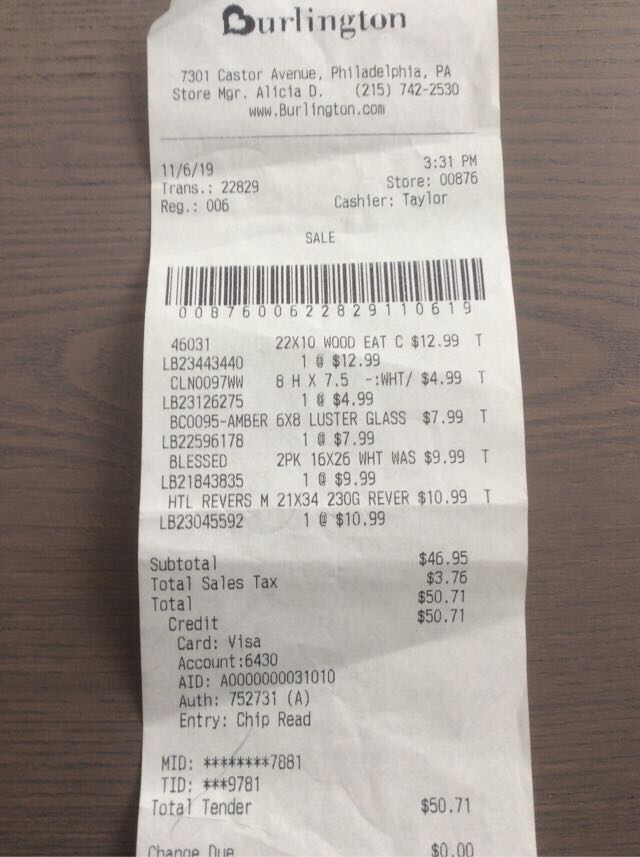 Burlington
7301 Castor Avenue, Philadelphia, PA
Store Mgr. Alicia D. (215) 742-2530
www.Burlington.com
11/6/19 3:31 PM
Trans.: 22829 Store: 00876
Reg.: 006 Cashier: Taylor
SALE
0087600622829110619
46031 22X10 WOOD EAT C $12.99 T
LB23443440 1 @ $12.99
CLN0097WW 8 H X 7.5 -:WHT/ $4.99 T
LB23126275 1 @ $4.99
BC0095-AMBER 6X8 LUSTER GLASS $7.99 T
LB22596178 1 @ $7.99
BLESSED 2PK 16X26 WHT WAS $9.99 T
LB21843835 1 @ $9.99
HTL REVERS M 21X34 230G REVER $10.99 T
LB23045592 1 @ $10.99
Subtotal $46.95
Total Sales Tax $3.76
Total $50.71
Credit $50.71
Card: Visa
Account:6430
AID: A0000000031010
Auth: 752731 (A)
Entry: Chip Read
MID: ********7881
TID: ***9781
Total Tender $50.71
Change Due $0.00